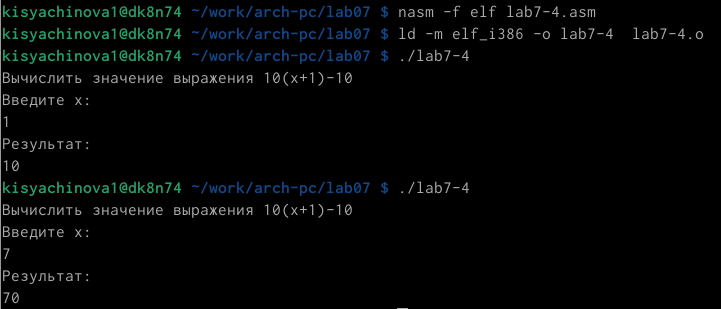 kisyachinova1@dk8n74 ~/work/arch-pc/lab07 $ nasm -f elf lab7-4.asm
kisyachinova1@dk8n74 ~/work/arch-pc/lab07 $ ld -m elf_i386 -o lab7-4  lab7-4.o
kisyachinova1@dk8n74 ~/work/arch-pc/lab07 $ ./lab7-4
Вычислить значение выражения 10(x+1)-10
Введите x:
1
Результат:
10
kisyachinova1@dk8n74 ~/work/arch-pc/lab07 $ ./lab7-4
Вычислить значение выражения 10(x+1)-10
Введите x:
7
Результат:
70